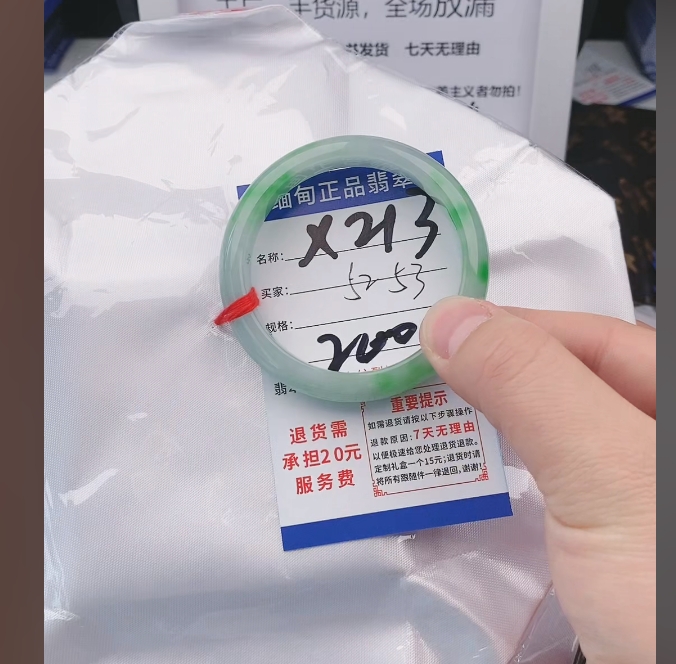 手货源，全场放漏
书发货 七天无理由
主义者勿拍！
缅甸正品翡翠
名称：X213
买家：52-53
规格：
翡
重要提示
如需退货请按以下步骤操作
退款原因：7天无理由
以便极速给您处理退货退款。
定制礼盒一个15元；退货时请
将所有跟随件一律退回，谢谢！
退货需
承担20元
服务费